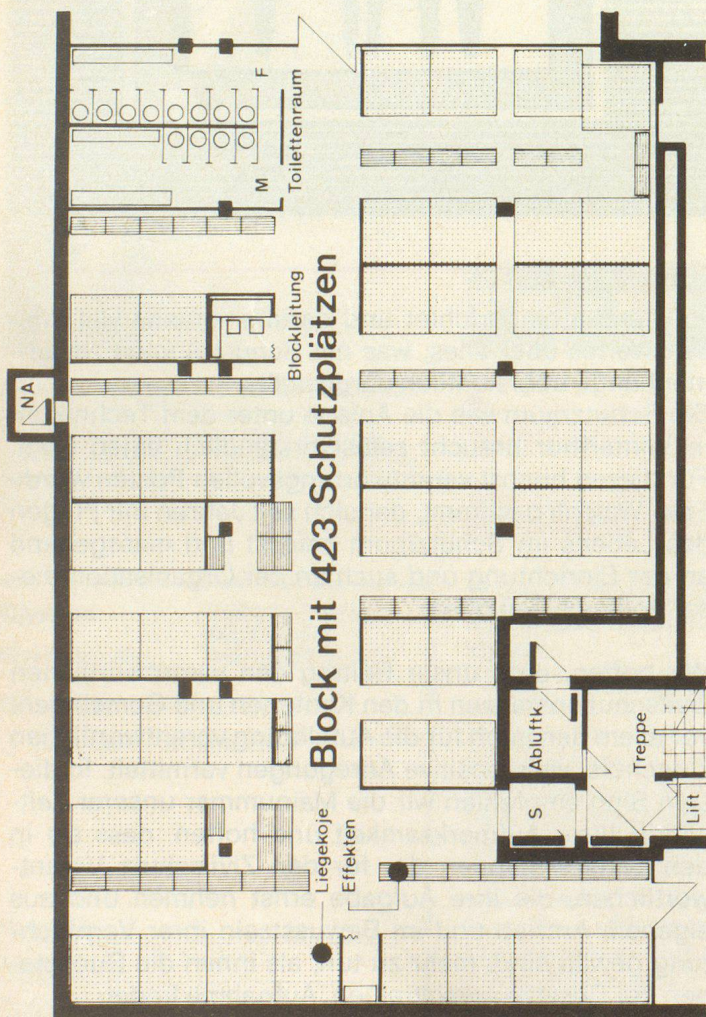 NA
F
M
Toilettenraum
Blockleitung
Block mit 423 Schutzplätzen
Liegekoje
Effekten
Abluftk.
S
Treppe
Lift